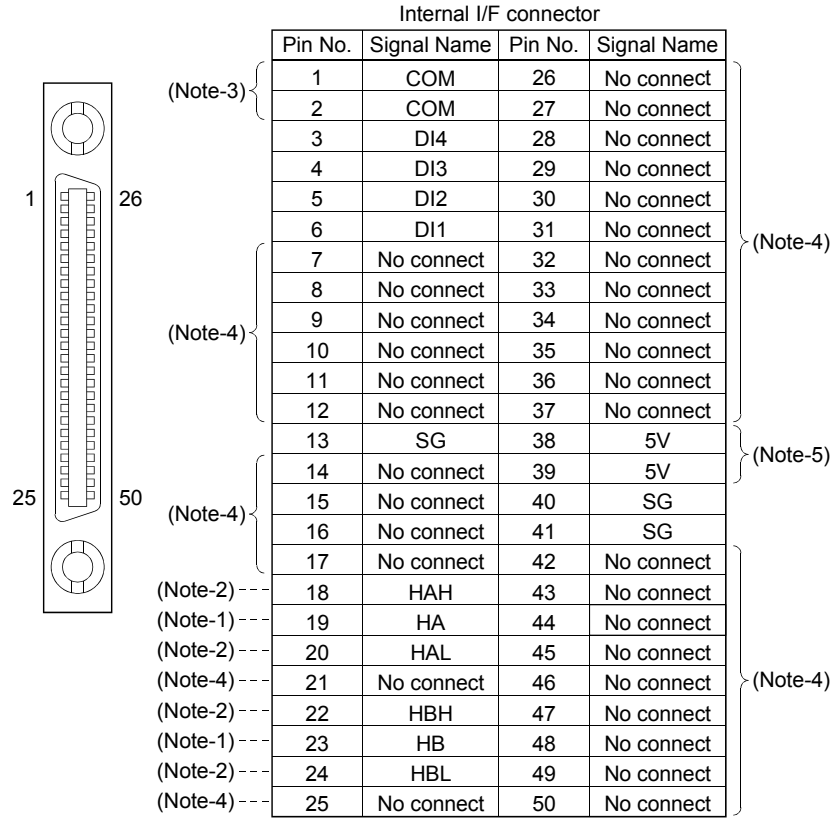 Internal I/F connector
Pin No. Signal Name Pin No. Signal Name
(Note-3)
1 COM 26 No connect
2 COM 27 No connect
3 DI4 28 No connect
4 DI3 29 No connect
1 26
5 DI2 30 No connect
6 DI1 31 No connect
(Note-4)
7 No connect 32 No connect
8 No connect 33 No connect
9 No connect 34 No connect
(Note-4)
10 No connect 35 No connect
11 No connect 36 No connect
12 No connect 37 No connect
13 SG 38 5V
(Note-5)
14 No connect 39 5V
25 50
15 No connect 40 SG
(Note-4)
16 No connect 41 SG
17 No connect 42 No connect
(Note-2) 18 HAH 43 No connect
(Note-1) 19 HA 44 No connect
(Note-2) 20 HAL 45 No connect
(Note-4) 21 No connect 46 No connect (Note-4)
(Note-2) 22 HBH 47 No connect
(Note-1) 23 HB 48 No connect
(Note-2) 24 HBL 49 No connect
(Note-4) 25 No connect 50 No connect